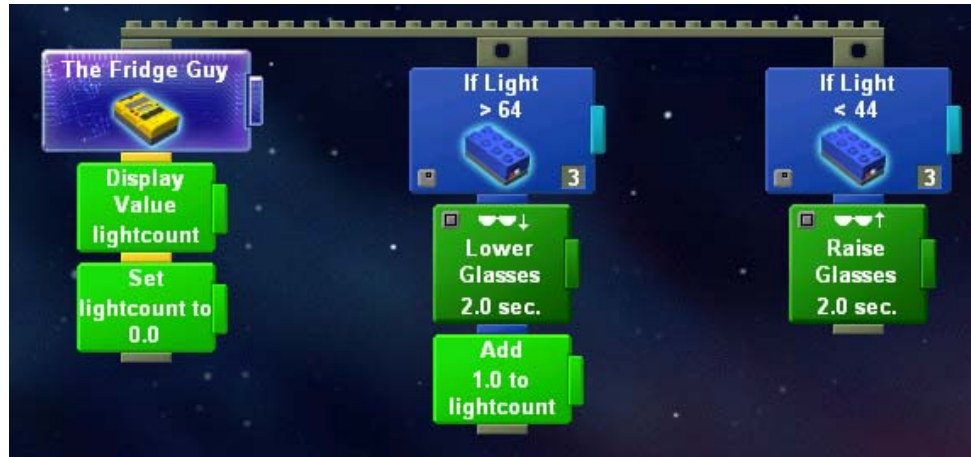 The Fridge Guy
Display
Value
lightcount
Set
lightcount to
0.0
If Light
> 64
3
Lower
Glasses
2.0 sec.
Add
1.0 to
lightcount
If Light
< 44
3
Raise
Glasses
2.0 sec.